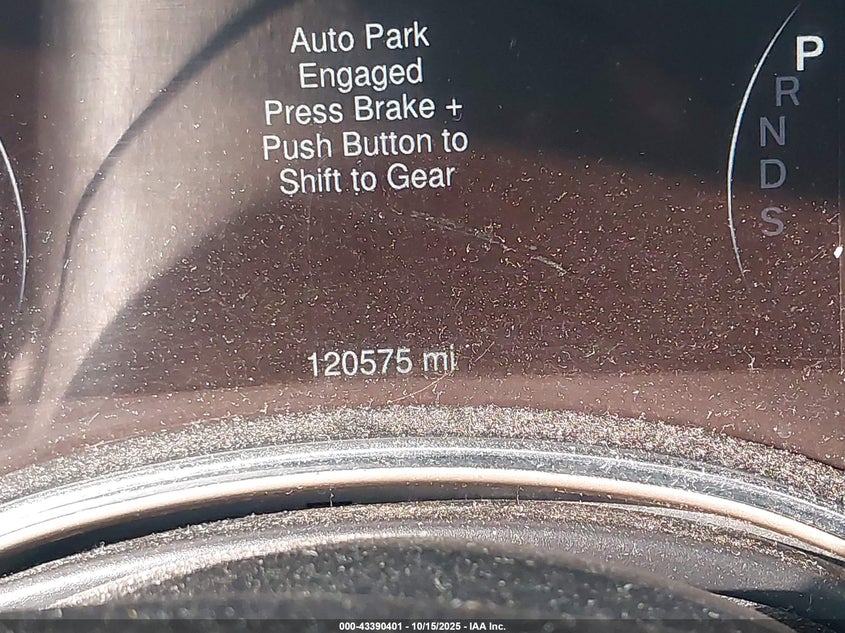 Auto Park
Engaged
Press Brake +
Push Button to
Shift to Gear
P
R
N
D
S
120575 mi
000-43390401 - 10/15/2025 - IAA Inc.